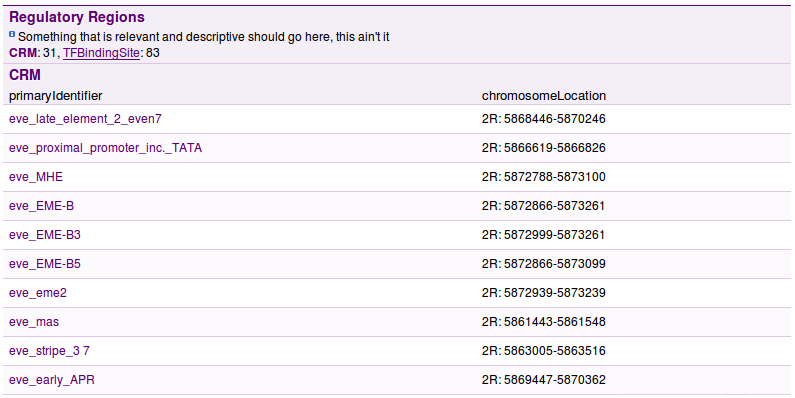 Regulatory Regions
Something that is relevant and descriptive should go here, this ain't it
CRM: 31, TFBindingSite: 83
CRM
primaryIdentifier chromosomeLocation
eve_late_element_2_even7 2R: 5868446-5870246
eve_proximal_promoter_inc._TATA 2R: 5866619-5866826
eve_MHE 2R: 5872788-5873100
eve_EME-B 2R: 5872866-5873261
eve_EME-B3 2R: 5872999-5873261
eve_EME-B5 2R: 5872866-5873099
eve_eme2 2R: 5872939-5873239
eve_mas 2R: 5861443-5861548
eve_stripe_3 7 2R: 5863005-5863516
eve_early_APR 2R: 5869447-5870362